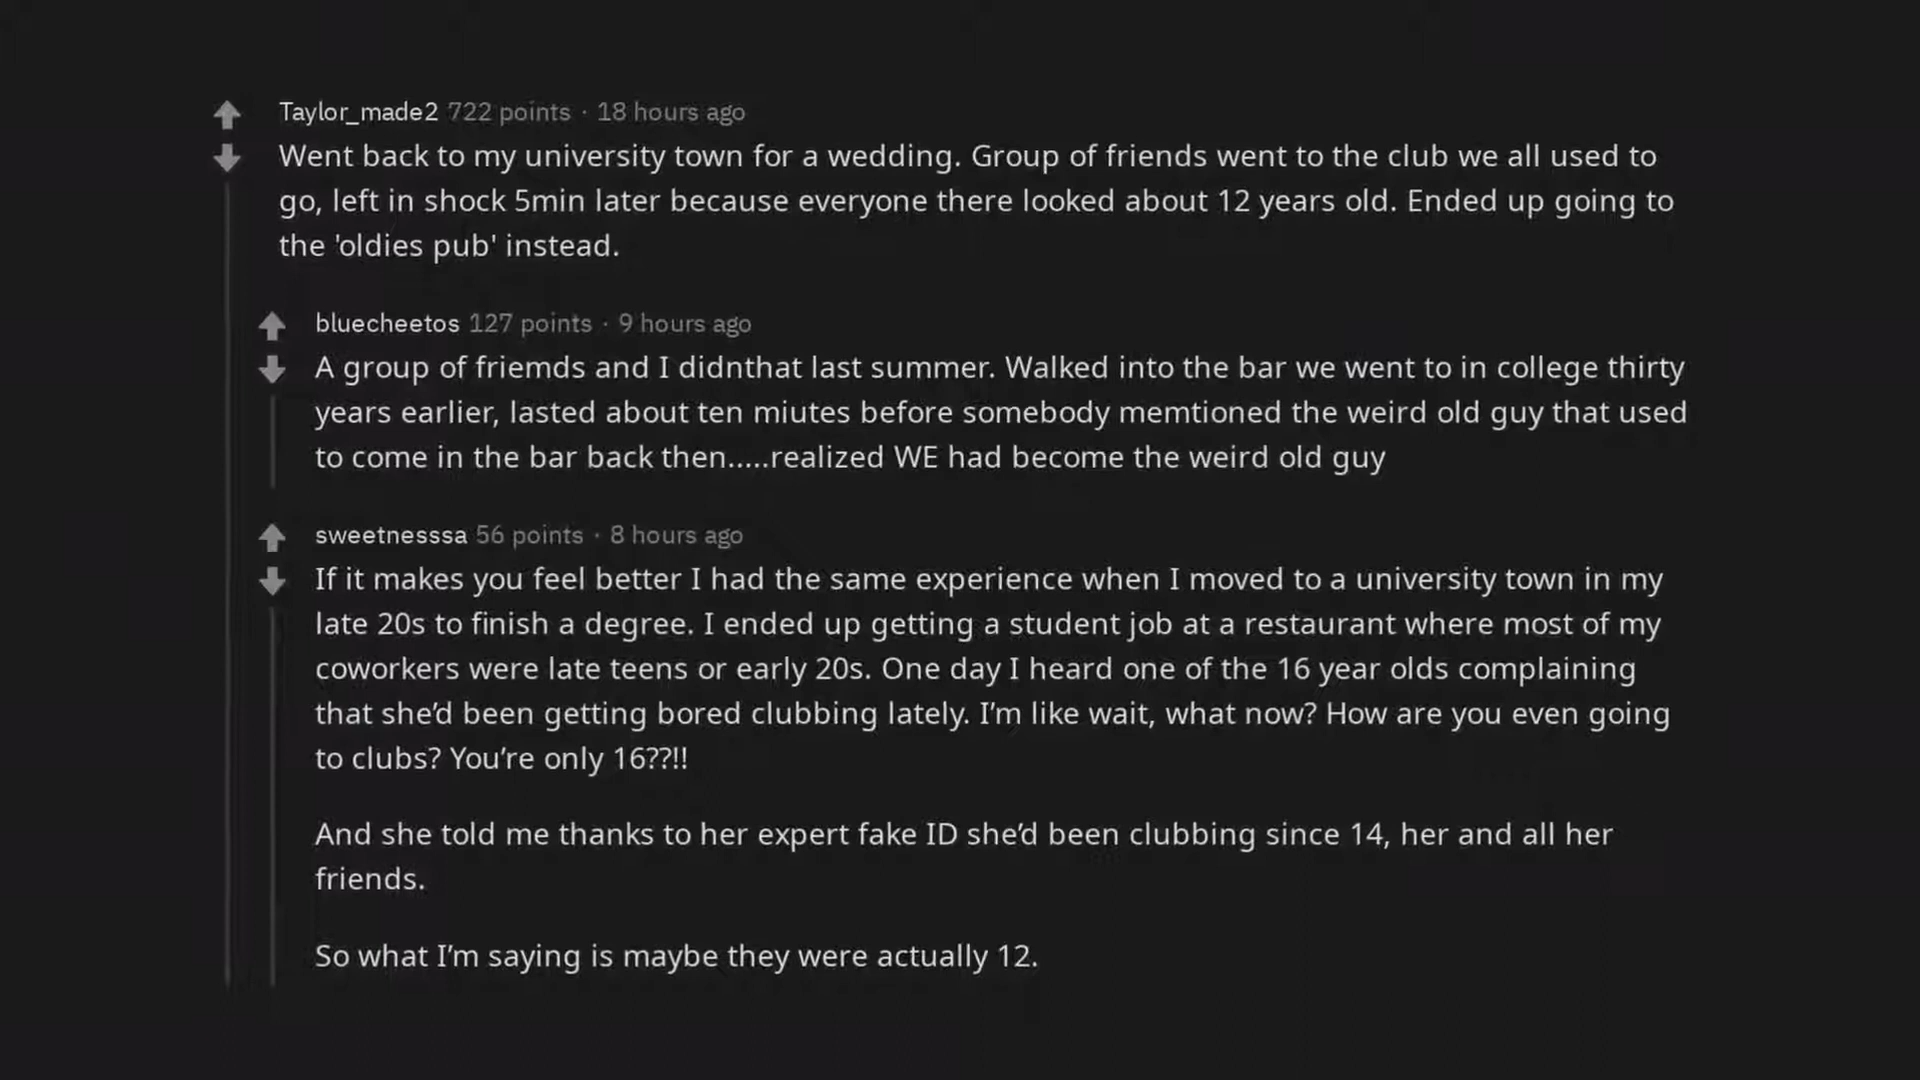 Taylor_made2 722 points · 18 hours ago
Went back to my university town for a wedding. Group of friends went to the club we all used to
go, left in shock 5min later because everyone there looked about 12 years old. Ended up going to
the 'oldies pub' instead.
bluecheetos 127 points · 9 hours ago
A group of friemds and I didnthat last summer. Walked into the bar we went to in college thirty
years earlier, lasted about ten miutes before somebody memtioned the weird old guy that used
to come in the bar back then.....realized WE had become the weird old guy
sweetnesssa 56 points · 8 hours ago
If it makes you feel better I had the same experience when I moved to a university town in my
late 20s to finish a degree. I ended up getting a student job at a restaurant where most of my
coworkers were late teens or early 20s. One day I heard one of the 16 year olds complaining
that she’d been getting bored clubbing lately. I’m like wait, what now? How are you even going
to clubs? You’re only 16??!!
And she told me thanks to her expert fake ID she’d been clubbing since 14, her and all her
friends.
So what I’m saying is maybe they were actually 12.